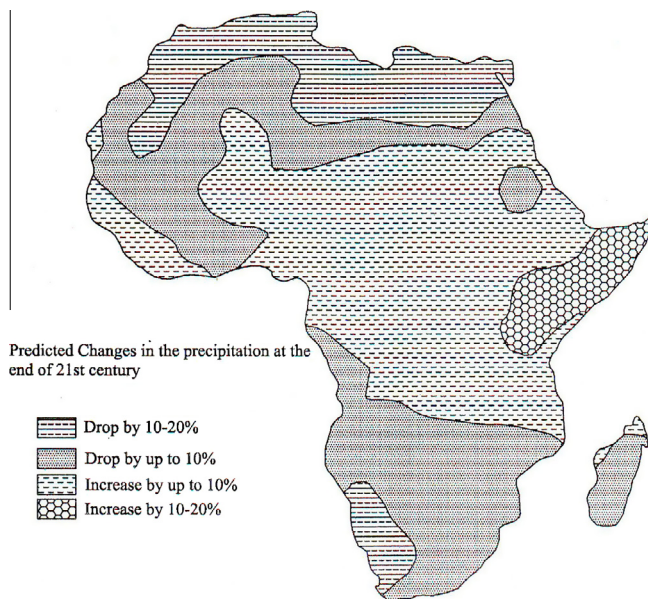 Predicted Changes in the precipitation at the
end of 21st century
Drop by 10-20%
Drop by up to 10%
Increase by up to 10%
Increase by 10-20%